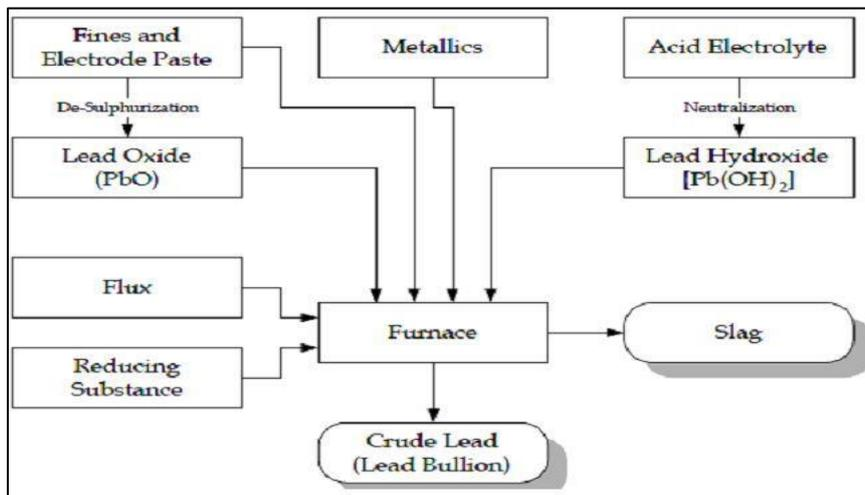 Fines and
Electrode Paste
Metallics
Acid Electrolyte
De-Sulphurization
Neutralization
Lead Oxide
(PbO)
Lead Hydroxide
[Pb(OH)2]
Flux
Furnace
Slag
Reducing
Substance
Crude Lead
(Lead Bullion)